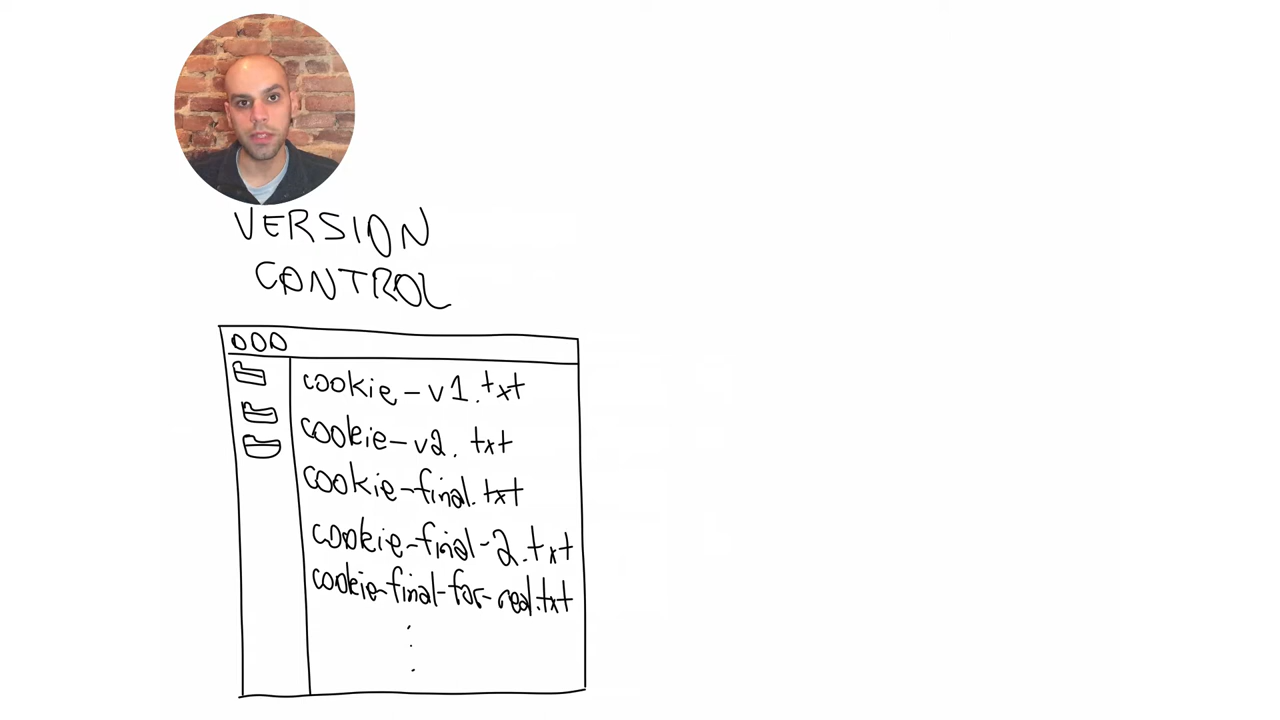 VERSION
CONTROL
cookie-v1.txt
cookie-v2.txt
cookie-final.txt
cookie-final-2.txt
cookie-final-for-real.txt